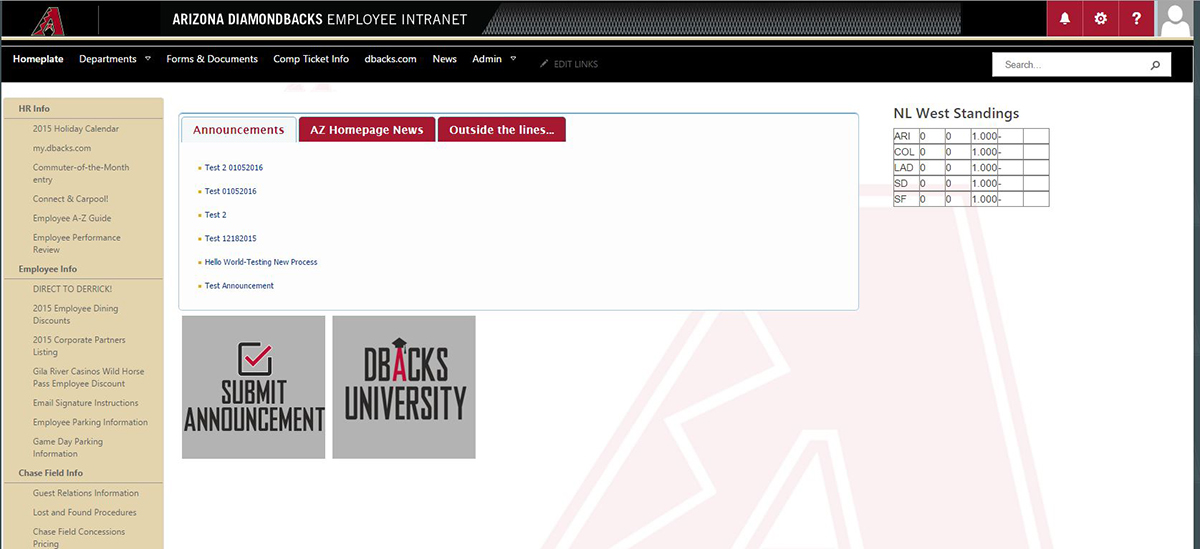 ARIZONA DIAMONDBACKS EMPLOYEE INTRANET
?
Homeplate Departments Forms & Documents Comp Ticket Info dbacks.com News Admin EDIT LINKS
Search...
HR Info
2015 Holiday Calendar
my.dbacks.com
Commuter-of-the-Month
entry
Connect & Carpool!
Employee A-Z Guide
Employee Performance
Review
Employee Info
DIRECT TO DERRICK!
2015 Employee Dining
Discounts
2015 Corporate Partners
Listing
Gila River Casinos Wild Horse
Pass Employee Discount
Email Signature Instructions
Employee Parking Information
Game Day Parking
Information
Chase Field Info
Guest Relations Information
Lost and Found Procedures
Chase Field Concessions
Pricing
Announcements AZ Homepage News Outside the lines...
Test 2 01052016
Test 01052016
Test 2
Test 12182015
Hello World-Testing New Process
Test Announcement
SUBMIT
ANNOUNCEMENT
DBACKS
UNIVERSITY
NL West Standings
ARI 0 0 1.000 -
COL 0 0 1.000 -
LAD 0 0 1.000 -
SD 0 0 1.000 -
SF 0 0 1.000 -